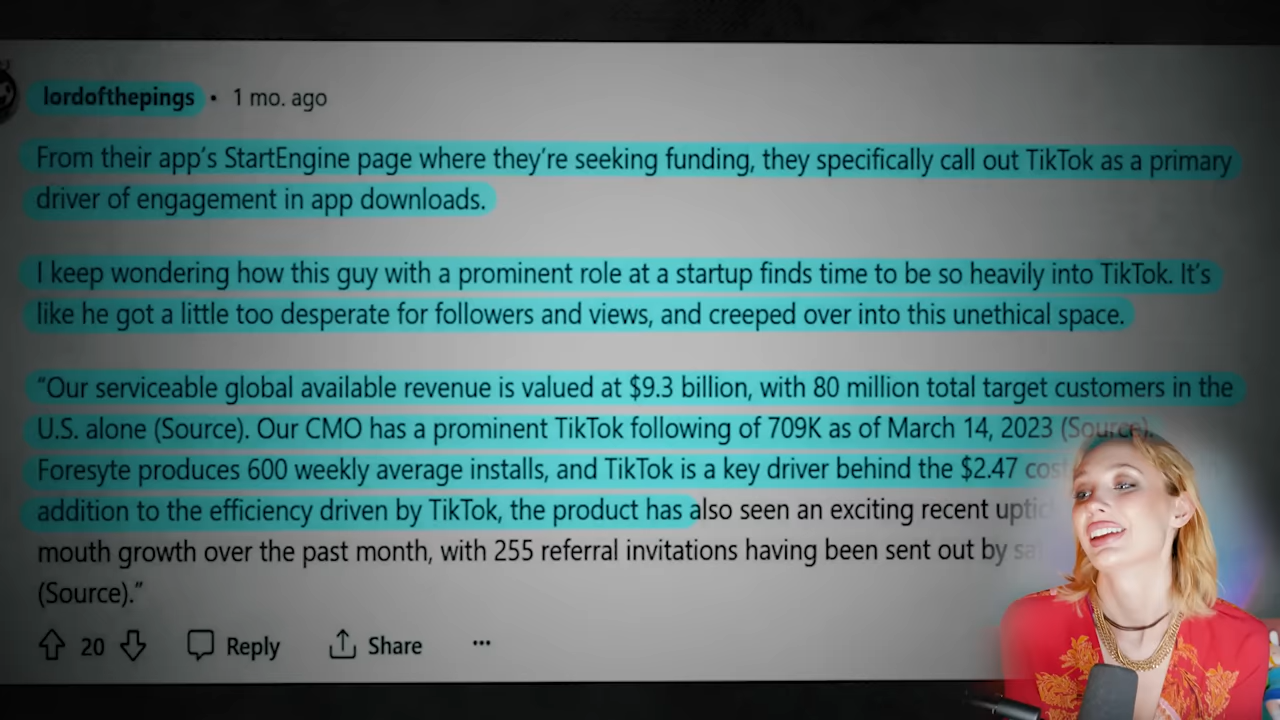 lordofthepings • 1 mo. ago
From their app's StartEngine page where they're seeking funding, they specifically call out TikTok as a primary
driver of engagement in app downloads.
I keep wondering how this guy with a prominent role at a startup finds time to be so heavily into TikTok. It's
like he got a little too desperate for followers and views, and creeped over into this unethical space.
“Our serviceable global available revenue is valued at $9.3 billion, with 80 million total target customers in the
U.S. alone (Source). Our CMO has a prominent TikTok following of 709K as of March 14, 2023 (Source).
Foresyte produces 600 weekly average installs, and TikTok is a key driver behind the $2.47
addition to the efficiency driven by TikTok, the product has also seen an exciting recent
mouth growth over the past month, with 255 referral invitations having been sent out by
(Source).”
20 Reply Share ...